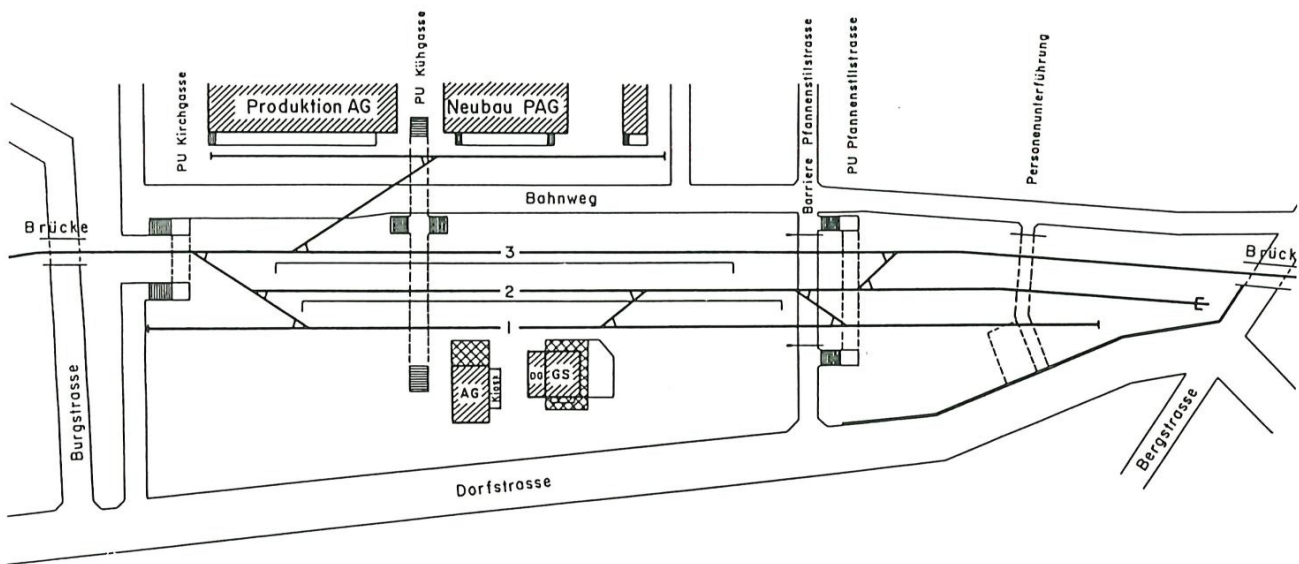 PU Kirchgasse
Produktion AG
PU Kühgasse
Neubau PAG
Barriere Pfannenstilstrasse
PU Pfannenstilstrasse
Personenunterführung
Bahnweg
Brücke
Brück
3
2
1
E
AG
Kiosk
DG
GS
Burgstrasse
Dorfstrasse
Bergstrasse